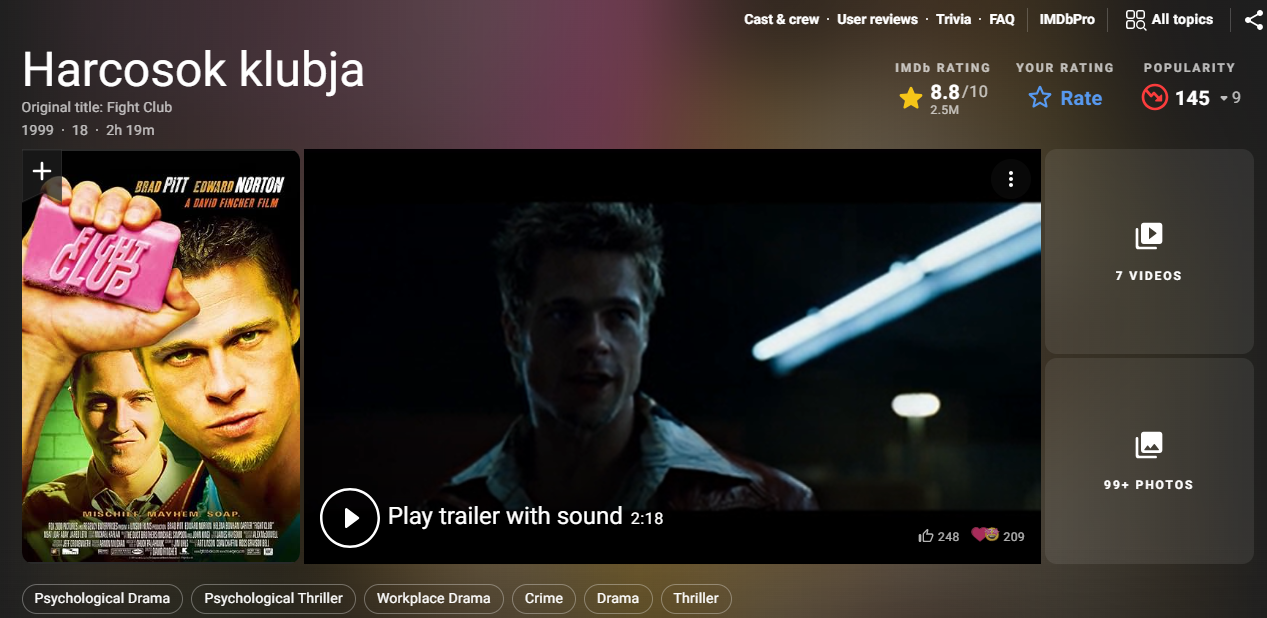 Cast & crew · User reviews · Trivia · FAQ
IMDbPro
All topics
Harcosok klubja
Original title: Fight Club
1999 · 18 · 2h 19m
IMDb RATING
8.8/10
2.5M
YOUR RATING
Rate
POPULARITY
145
9
BRAD PITT EDWARD NORTON
A DAVID FINCHER FILM
FIGHT
CLUB
MISCHIEF. MAYHEM. SOAP.
Play trailer with sound 2:18
248
209
7 VIDEOS
99+ PHOTOS
Psychological Drama
Psychological Thriller
Workplace Drama
Crime
Drama
Thriller